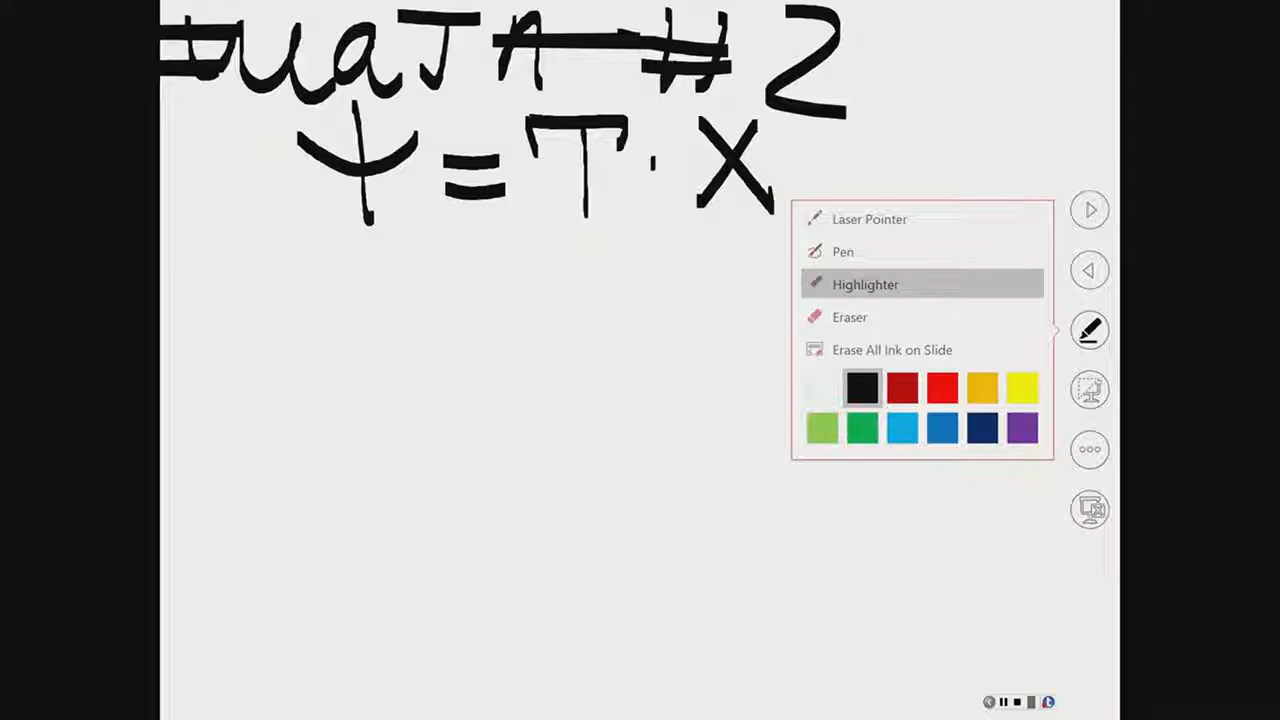 # 2
Ψ = T · X
Laser Pointer
Pen
Highlighter
Eraser
Erase All Ink on Slide